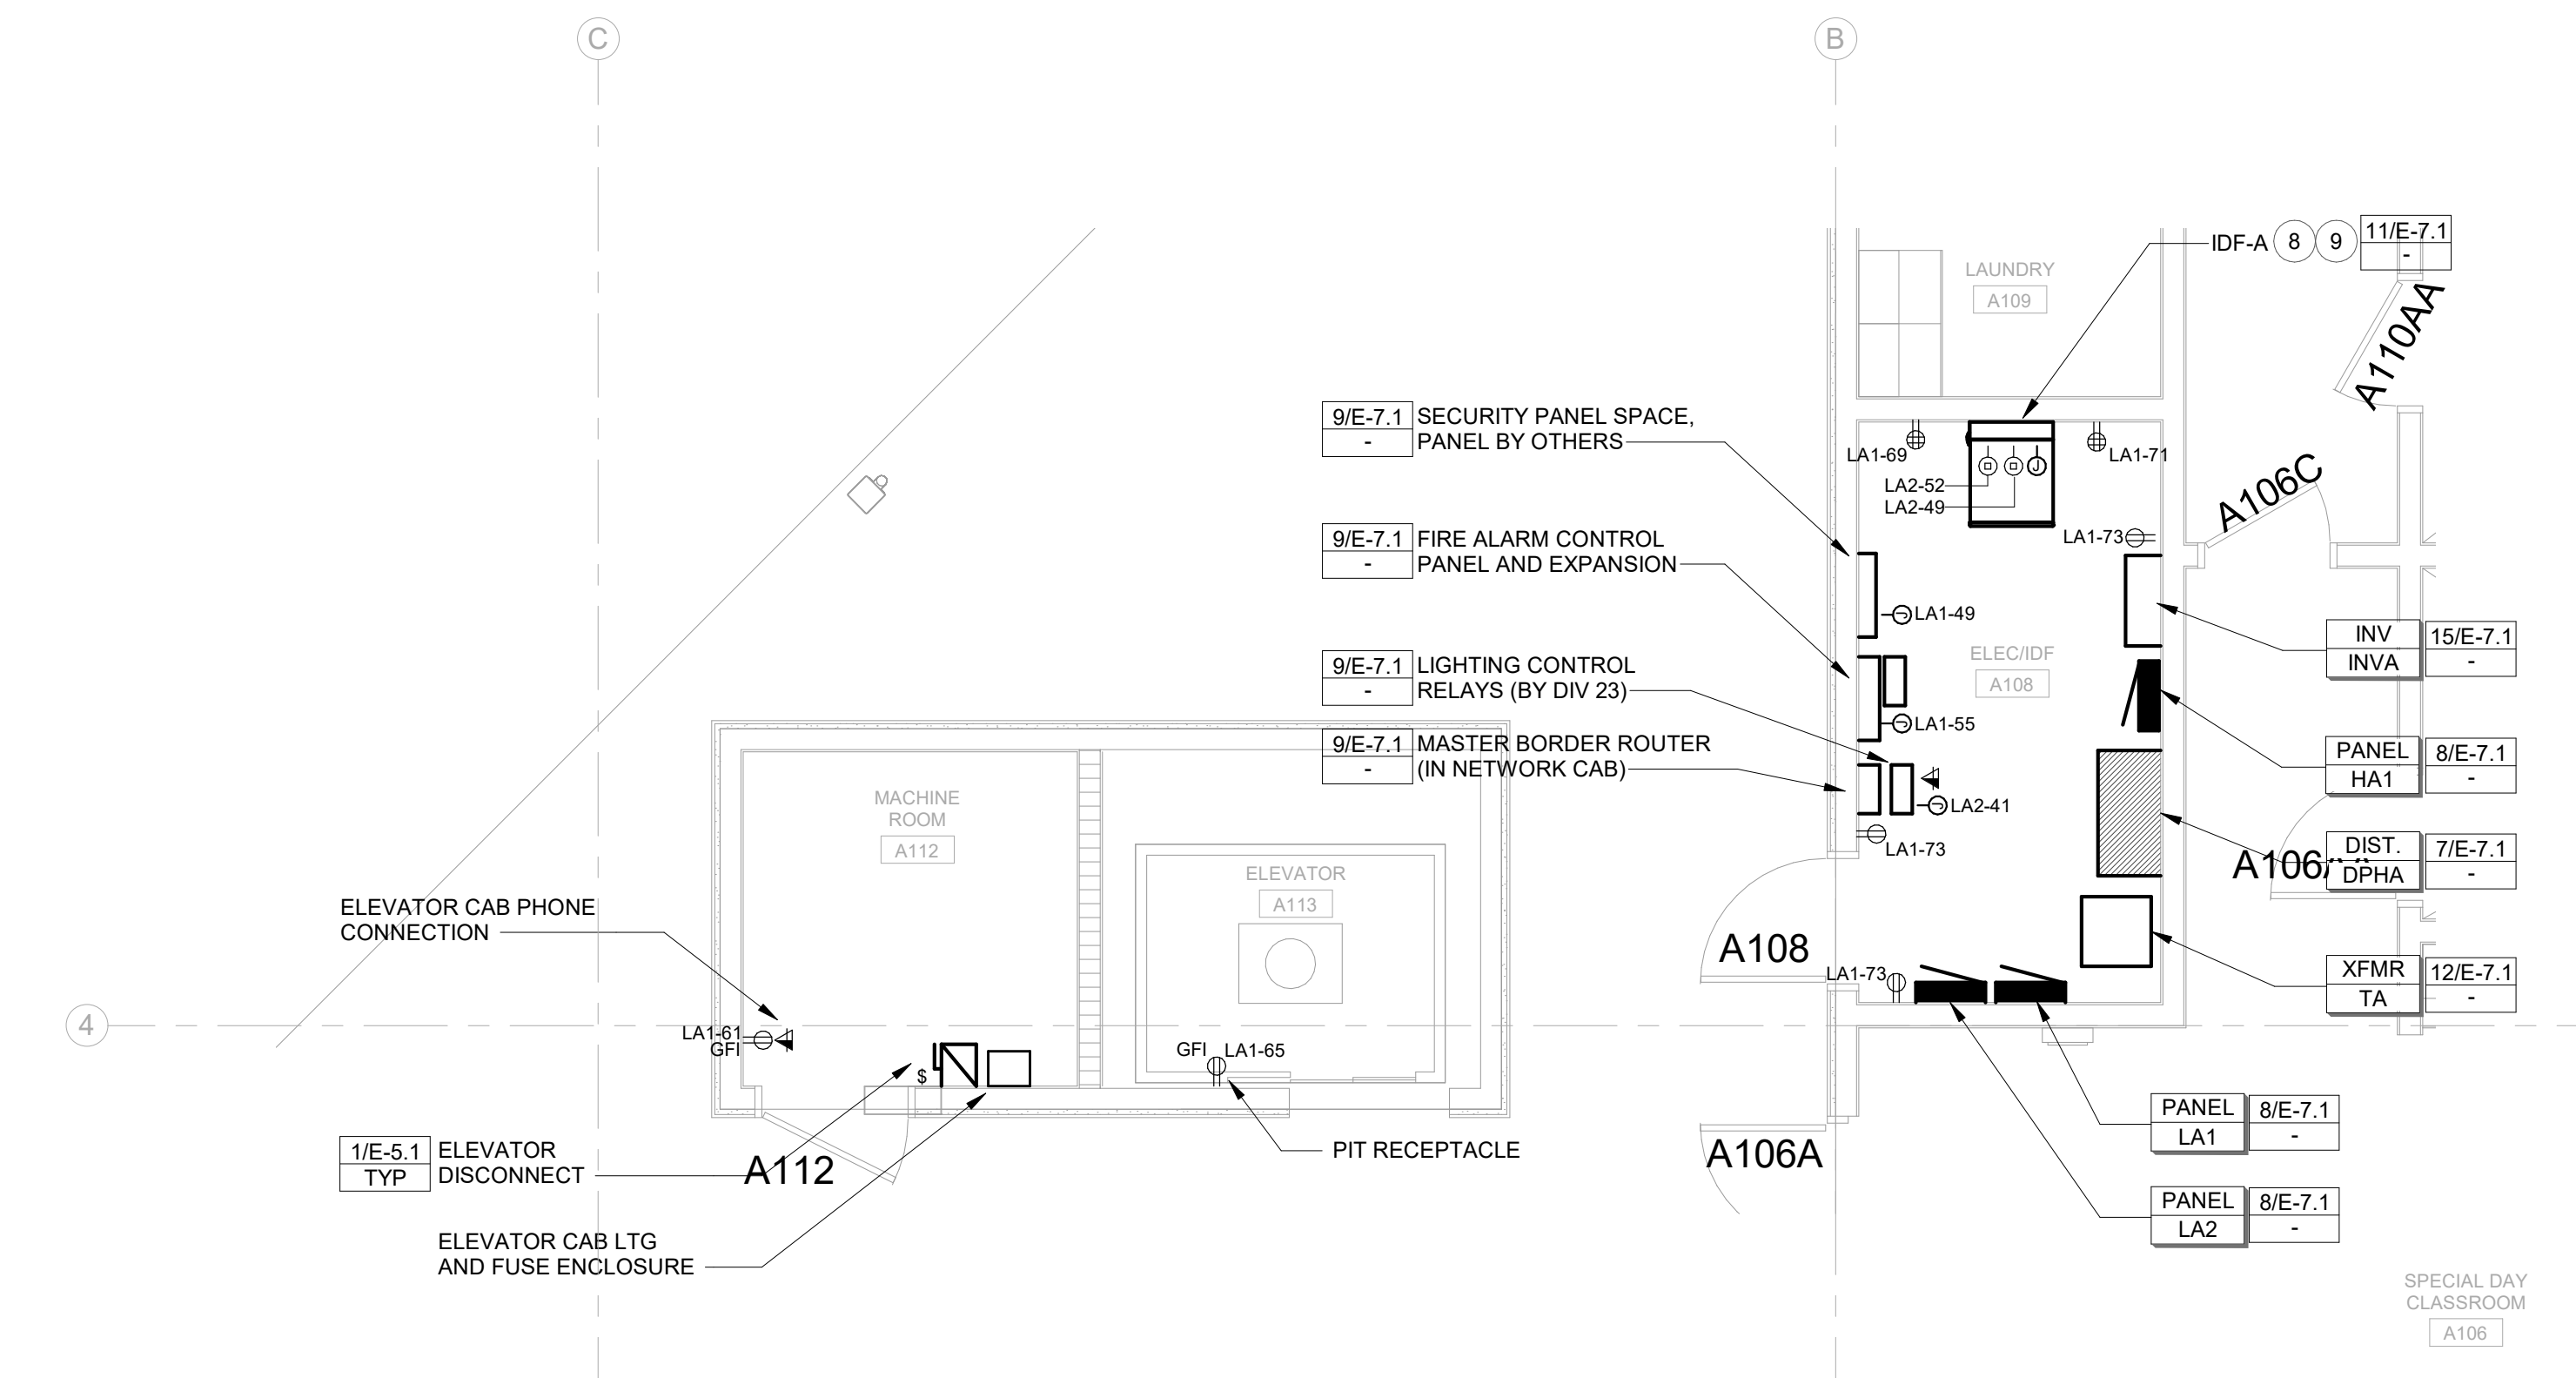 C
B
IDF-A
8
9
11/E-7.1
-
LAUNDRY
A109
A110AA
9/E-7.1
-
SECURITY PANEL SPACE,
PANEL BY OTHERS
LA1-69
LA1-71
J
LA2-52
LA2-49
A106C
9/E-7.1
-
FIRE ALARM CONTROL
PANEL AND EXPANSION
LA1-73
J
LA1-49
INV
INVA
15/E-7.1
-
9/E-7.1
-
LIGHTING CONTROL
RELAYS (BY DIV 23)
ELEC/IDF
A108
J
LA1-55
9/E-7.1
-
MASTER BORDER ROUTER
(IN NETWORK CAB)
PANEL
HA1
8/E-7.1
-
J
LA2-41
MACHINE
ROOM
A112
LA1-73
DIST.
DPHA
7/E-7.1
-
ELEVATOR
A113
ELEVATOR CAB PHONE
CONNECTION
A108
LA1-73
XFMR
TA
12/E-7.1
-
4
LA1-61
GFI
$
GFI
LA1-65
PANEL
LA1
8/E-7.1
-
1/E-5.1
TYP
ELEVATOR
DISCONNECT
A112
PIT RECEPTACLE
A106A
PANEL
LA2
8/E-7.1
-
ELEVATOR CAB LTG
AND FUSE ENCLOSURE
SPECIAL DAY
CLASSROOM
A106